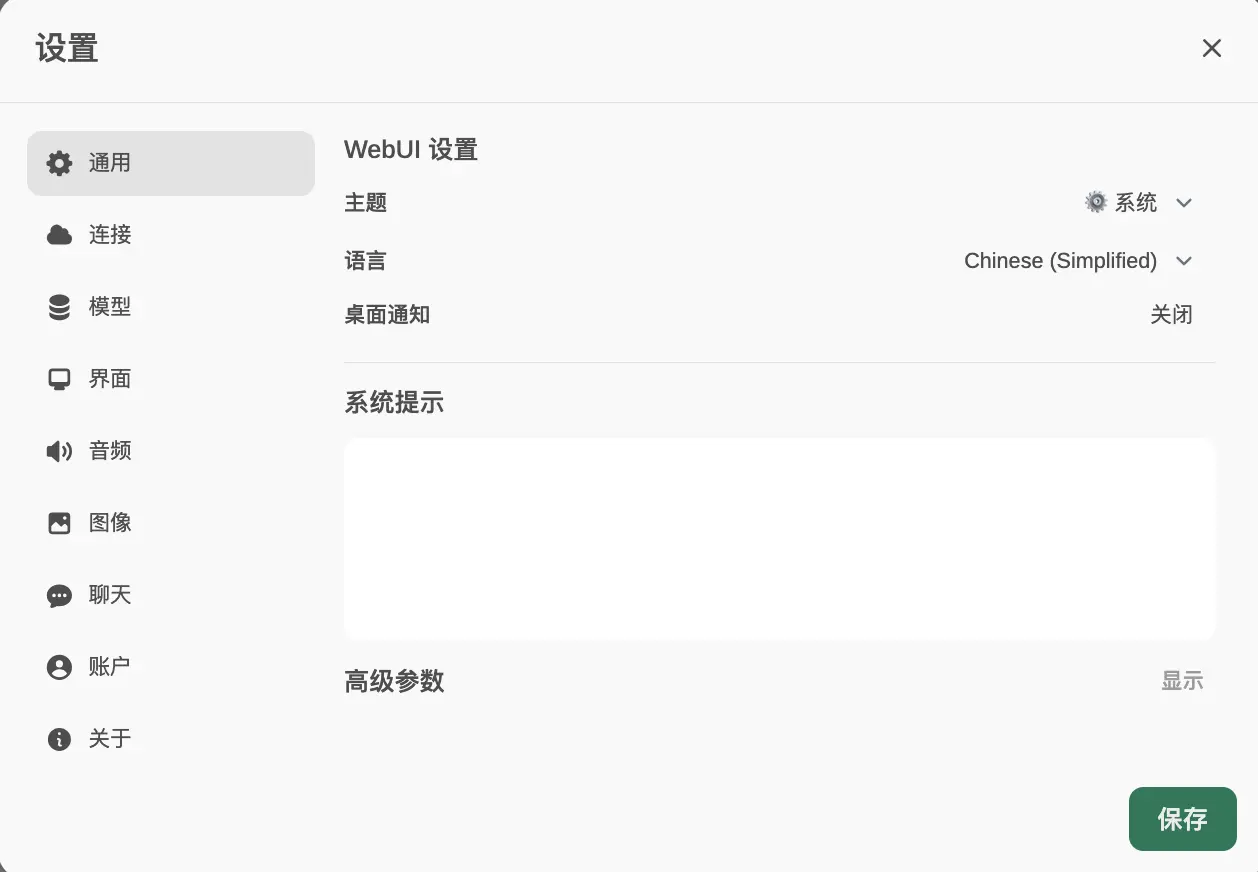 设置
通用
连接
模型
界面
音频
图像
聊天
账户
关于
WebUI 设置
主题 系统
语言 Chinese (Simplified)
桌面通知 关闭
系统提示
高级参数 显示
保存